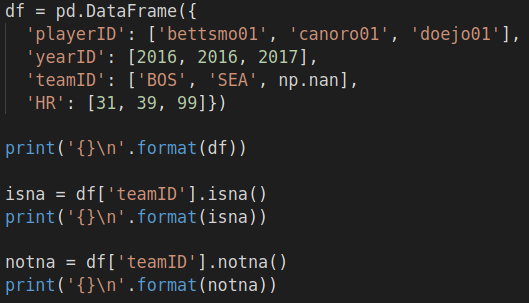 df = pd.DataFrame({
  'playerID': ['bettsmo01', 'canoro01', 'doejo01'],
  'yearID': [2016, 2016, 2017],
  'teamID': ['BOS', 'SEA', np.nan],
  'HR': [31, 39, 99]})
print('{}\n'.format(df))
isna = df['teamID'].isna()
print('{}\n'.format(isna))
notna = df['teamID'].notna()
print('{}\n'.format(notna))